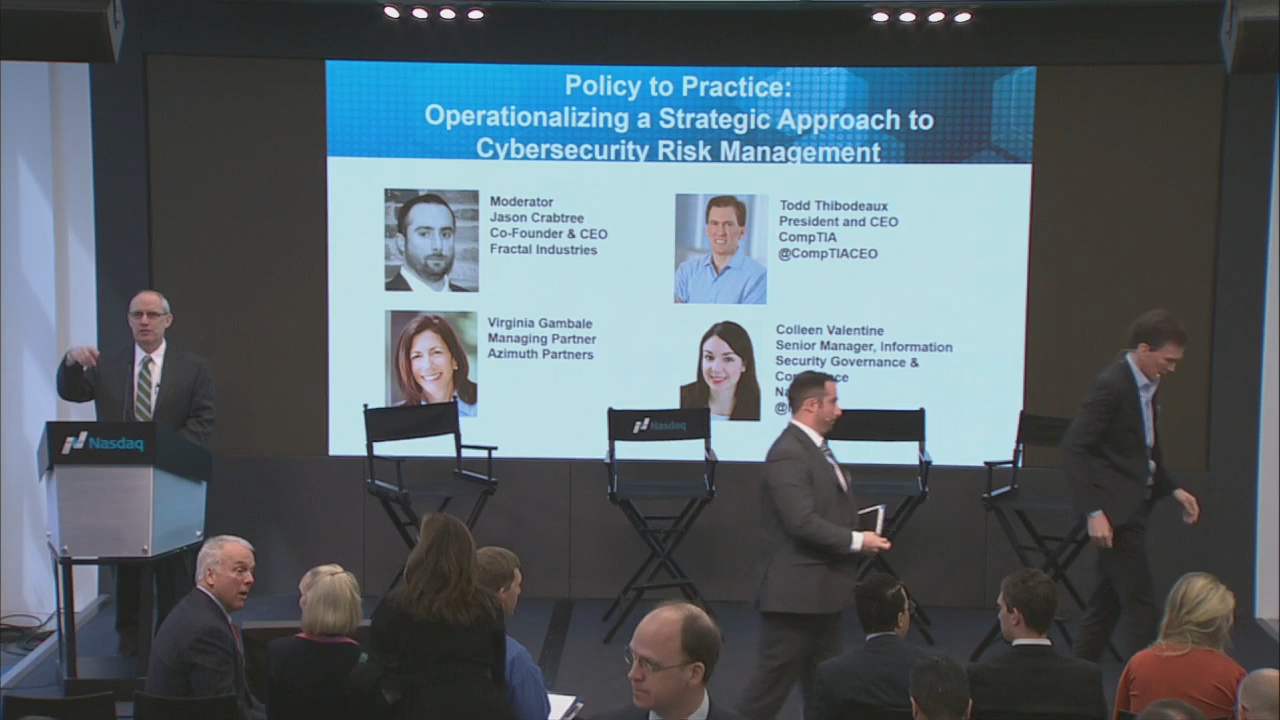 Policy to Practice:
Operationalizing a Strategic Approach to
Cybersecurity Risk Management
Moderator
Jason Crabtree
Co-Founder & CEO
Fractal Industries
Todd Thibodeaux
President and CEO
CompTIA
@CompTIACEO
Virginia Gambale
Managing Partner
Azimuth Partners
Colleen Valentine
Senior Manager, Information
Security Governance &
Nasdaq
Nasdaq